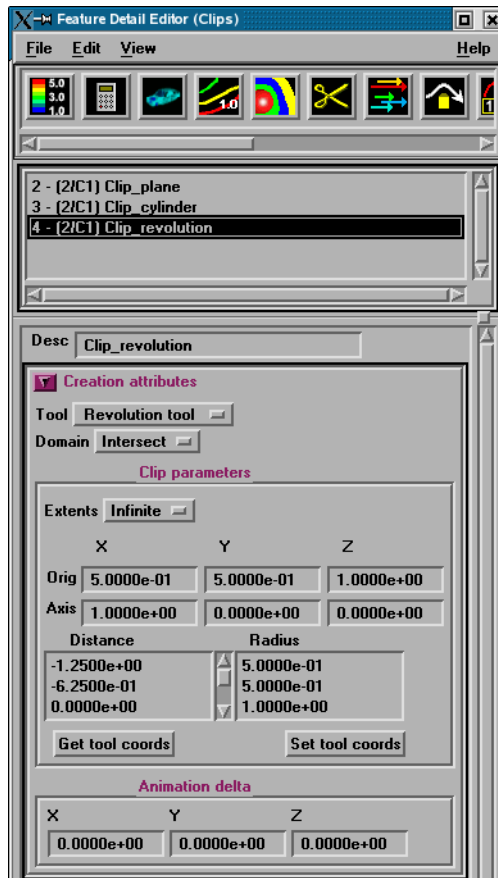 Feature Detail Editor (Clips)
File Edit View Help
5.0
3.0
1.0
1.0
1
2 - (2/C1) Clip_plane
3 - (2/C1) Clip_cylinder
4 - (2/C1) Clip_revolution
Desc Clip_revolution
Creation attributes
Tool Revolution tool
Domain Intersect
Clip parameters
Extents Infinite
X Y Z
Orig 5.0000e-01 5.0000e-01 1.0000e+00
Axis 1.0000e+00 0.0000e+00 0.0000e+00
Distance Radius
-1.2500e+00 5.0000e-01
-6.2500e-01 5.0000e-01
0.0000e+00 1.0000e+00
Get tool coords Set tool coords
Animation delta
X Y Z
0.0000e+00 0.0000e+00 0.0000e+00